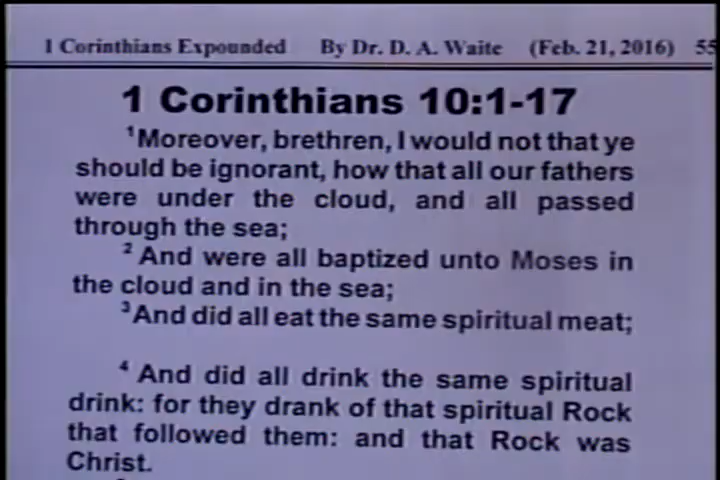 1 Corinthians Expounded By Dr. D. A. Waite (Feb. 21, 2016) 55
1 Corinthians 10:1-17
¹Moreover, brethren, I would not that ye
should be ignorant, how that all our fathers
were under the cloud, and all passed
through the sea;
² And were all baptized unto Moses in
the cloud and in the sea;
³And did all eat the same spiritual meat;
⁴ And did all drink the same spiritual
drink: for they drank of that spiritual Rock
that followed them: and that Rock was
Christ.